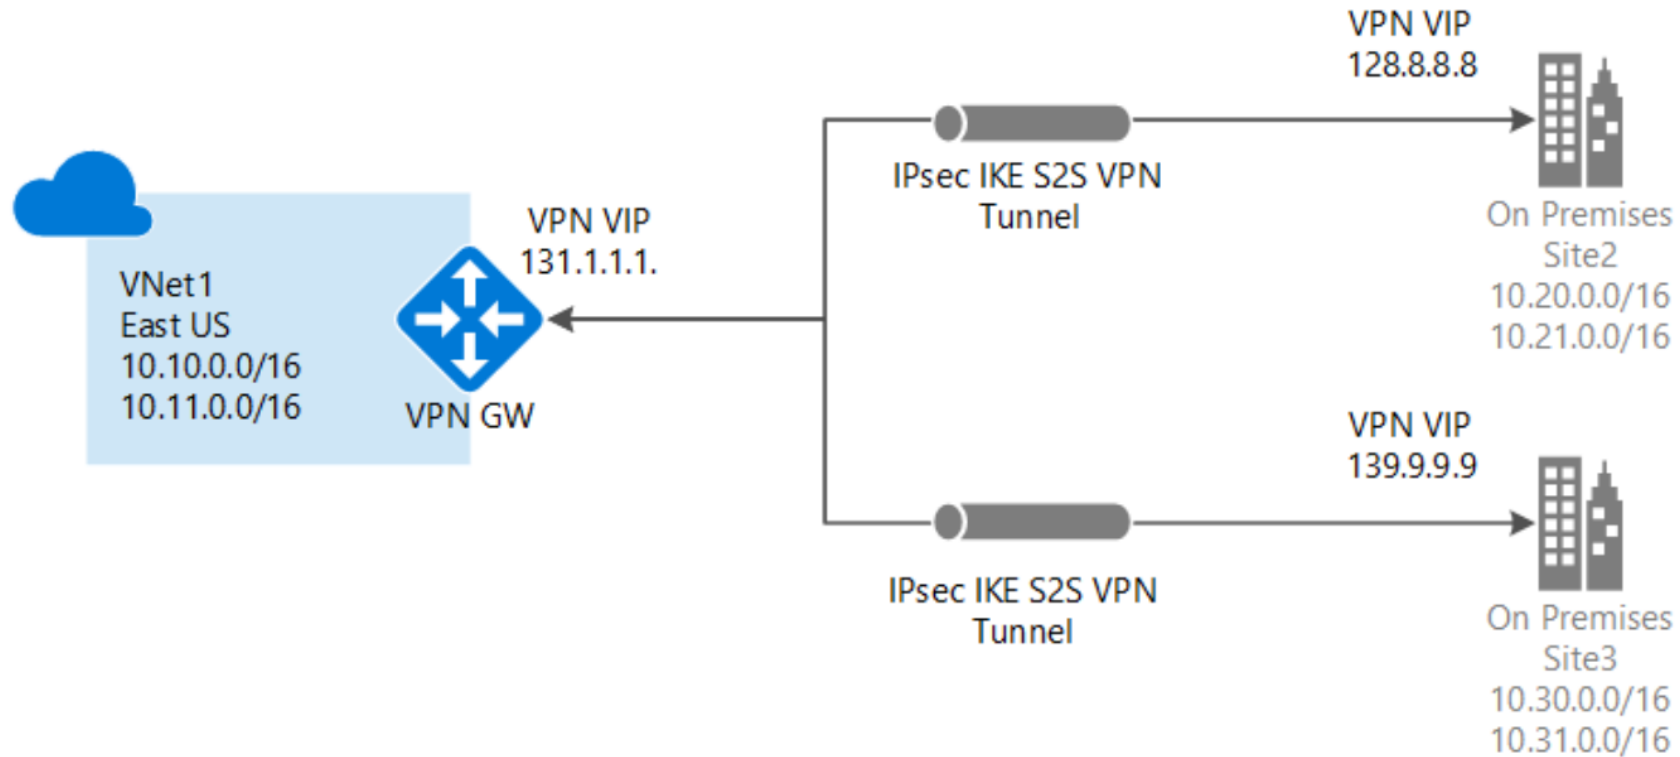 VPN VIP
128.8.8.8
IPsec IKE S2S VPN
Tunnel
On Premises
Site2
10.20.0.0/16
10.21.0.0/16
VPN VIP
131.1.1.1.
VNet1
East US
10.10.0.0/16
10.11.0.0/16
VPN GW
VPN VIP
139.9.9.9
IPsec IKE S2S VPN
Tunnel
On Premises
Site3
10.30.0.0/16
10.31.0.0/16